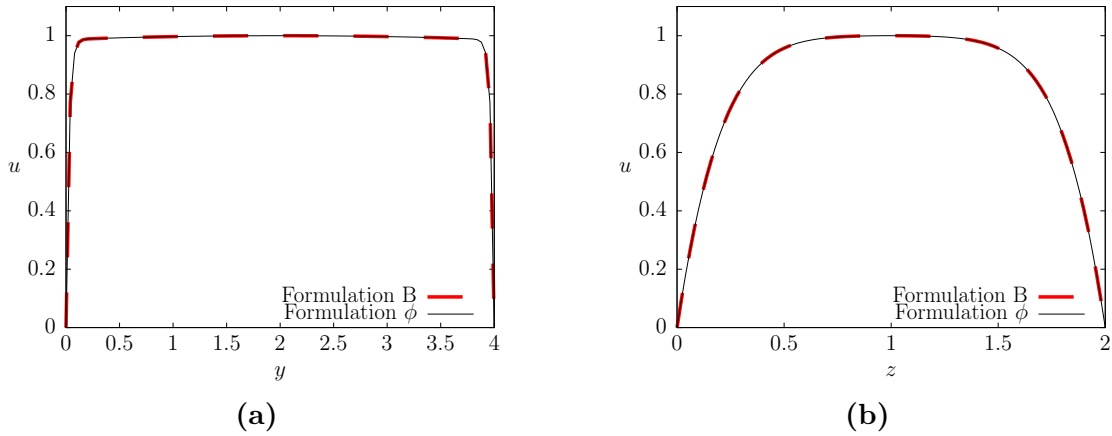 1
0.8
0.6
u
0.4
0.2
0
Formulation B
Formulation ϕ
0 0.5 1 1.5 2 2.5 3 3.5 4
y
(a)
1
0.8
0.6
u
0.4
0.2
0
Formulation B
Formulation ϕ
0 0.5 1 1.5 2
z
(b)